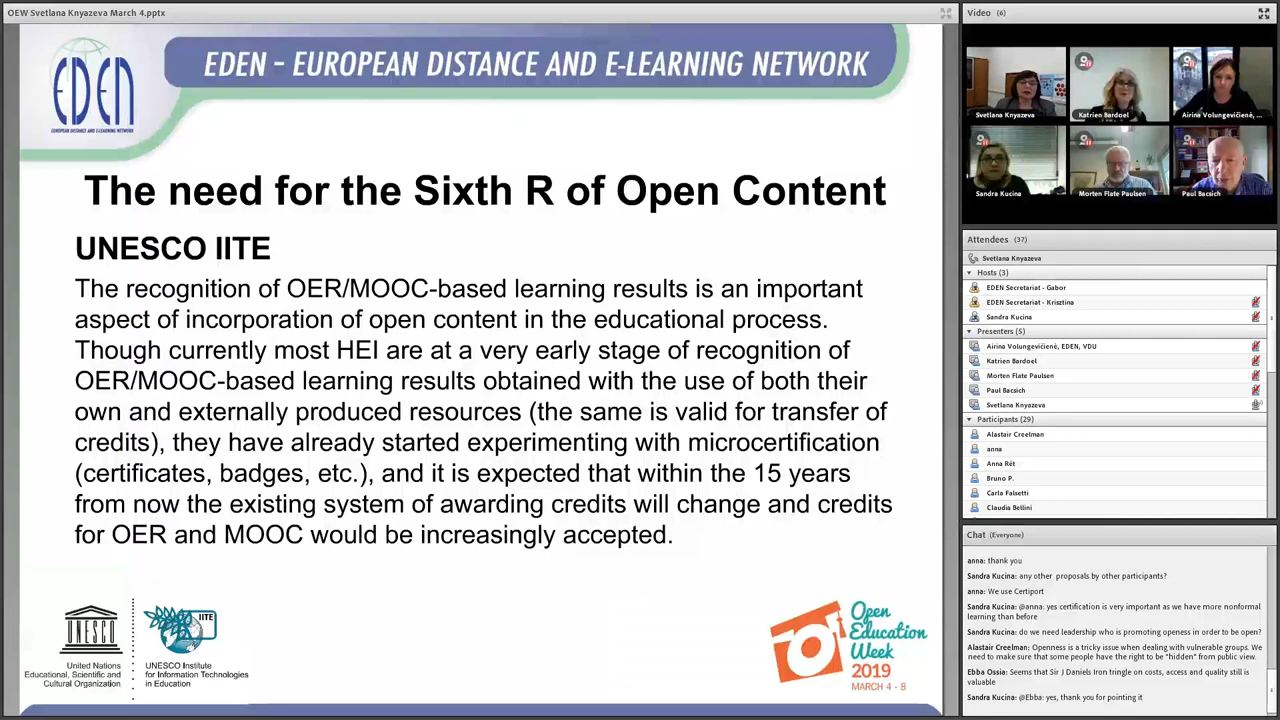 OEW Svetlana Knyazeva March 4.pptx
EDEN
EUROPEAN DISTANCE AND E-LEARNING NETWORK
EDEN – EUROPEAN DISTANCE AND E-LEARNING NETWORK
The need for the Sixth R of Open Content
UNESCO IITE
The recognition of OER/MOOC-based learning results is an important
aspect of incorporation of open content in the educational process.
Though currently most HEI are at a very early stage of recognition of
OER/MOOC-based learning results obtained with the use of both their
own and externally produced resources (the same is valid for transfer of
credits), they have already started experimenting with microcertification
(certificates, badges, etc.), and it is expected that within the 15 years
from now the existing system of awarding credits will change and credits
for OER and MOOC would be increasingly accepted.
UNESCO
United Nations
Educational, Scientific and
Cultural Organization
IITE
UNESCO Institute
for Information Technologies
in Education
Open
Education
Week
2019
MARCH 4 - 8
Video (6)
Svetlana Knyazeva
Katrien Bardoel
Airina Volungevičienė, ...
Sandra Kucina
Morten Flate Paulsen
Paul Bacsich
Attendees (37)
Svetlana Knyazeva
Hosts (3)
EDEN Secretariat - Gabor
EDEN Secretariat - Krisztina
Sandra Kucina
Presenters (5)
Airina Volungevičienė, EDEN, VDU
Katrien Bardoel
Morten Flate Paulsen
Paul Bacsich
Svetlana Knyazeva
Participants (29)
Alastair Creelman
anna
Anna Rét
Bruno P.
Carla Falsetti
Claudia Bellini
Chat (Everyone)
anna: thank you
Sandra Kucina: any other proposals by other participants?
anna: We use Certiport
Sandra Kucina: @anna: yes certification is very important as we have more nonformal
learning than before
Sandra Kucina: do we need leadership who is promoting openess in order to be open?
Alastair Creelman: Openness is a tricky issue when dealing with vulnerable groups. We
need to make sure that some people have the right to be "hidden" from public view.
Ebba Ossia: Seems that Sir J Daniels Iron tringle on costs, access and quality still is
valuable
Sandra Kucina: @Ebba: yes, thank you for pointing it